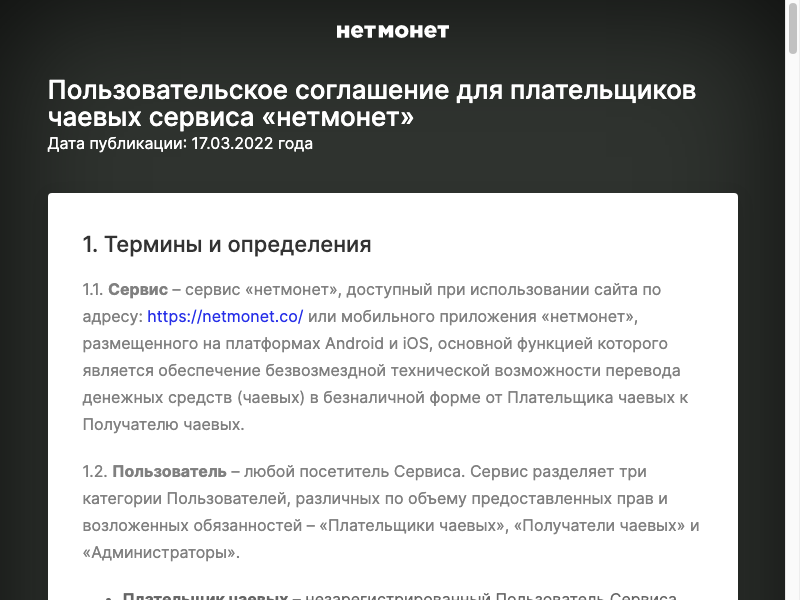 нетмонет
Пользовательское соглашение для плательщиков
чаевых сервиса «нетмонет»
Дата публикации: 17.03.2022 года
1. Термины и определения
1.1. Сервис – сервис «нетмонет», доступный при использовании сайта по
адресу: https://netmonet.co/ или мобильного приложения «нетмонет»,
размещенного на платформах Android и iOS, основной функцией которого
является обеспечение безвозмездной технической возможности перевода
денежных средств (чаевых) в безналичной форме от Плательщика чаевых к
Получателю чаевых.
1.2. Пользователь – любой посетитель Сервиса. Сервис разделяет три
категории Пользователей, различных по объему предоставленных прав и
возложенных обязанностей – «Плательщики чаевых», «Получатели чаевых» и
«Администраторы».
• Плательщик чаевых – незарегистрированный Пользователь Сервиса,